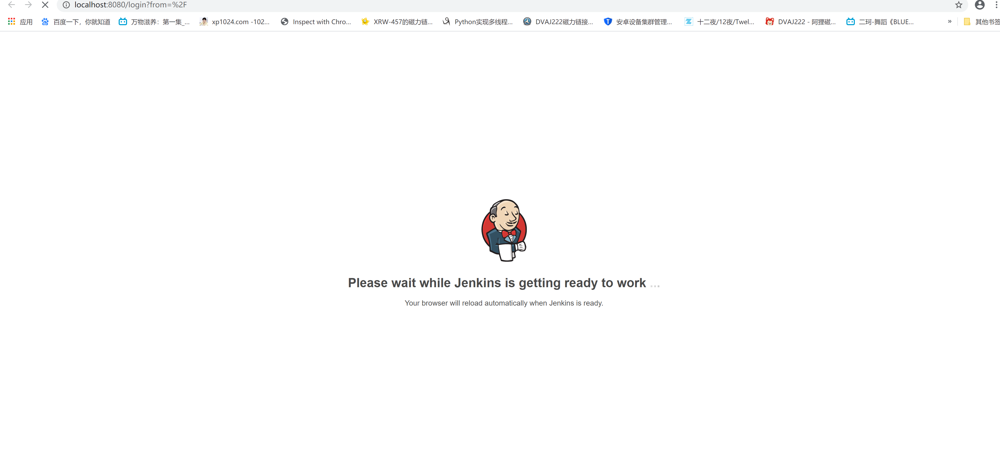 localhost:8080/login?from=%2F
应用 百度一下，你就知道 万物滋养：第一集_... xp1024.com -102... Inspect with Chro... XRW-457的磁力链... Python实现多线程... DVAJ222磁力链接... 安卓设备集群管理... 十二夜/12夜/Twel... DVAJ222 - 阿狸磁... 二珂-舞蹈《BLUE... » 其他书签
Please wait while Jenkins is getting ready to work ...
Your browser will reload automatically when Jenkins is ready.